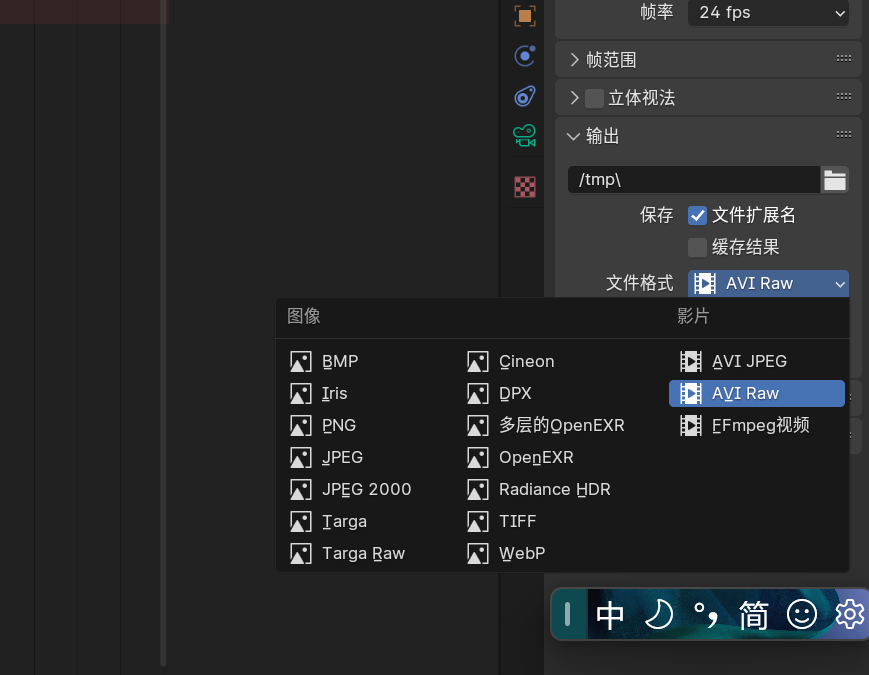 帧率 24 fps
帧范围
立体视法
输出
/tmp\
保存 文件扩展名
缓存结果
文件格式 AVI Raw
图像 影片
BMP Cineon AVI JPEG
Iris DPX AVI Raw
PNG 多层的OpenEXR FFmpeg视频
JPEG OpenEXR
JPEG 2000 Radiance HDR
Targa TIFF
Targa Raw WebP
中 °, 简